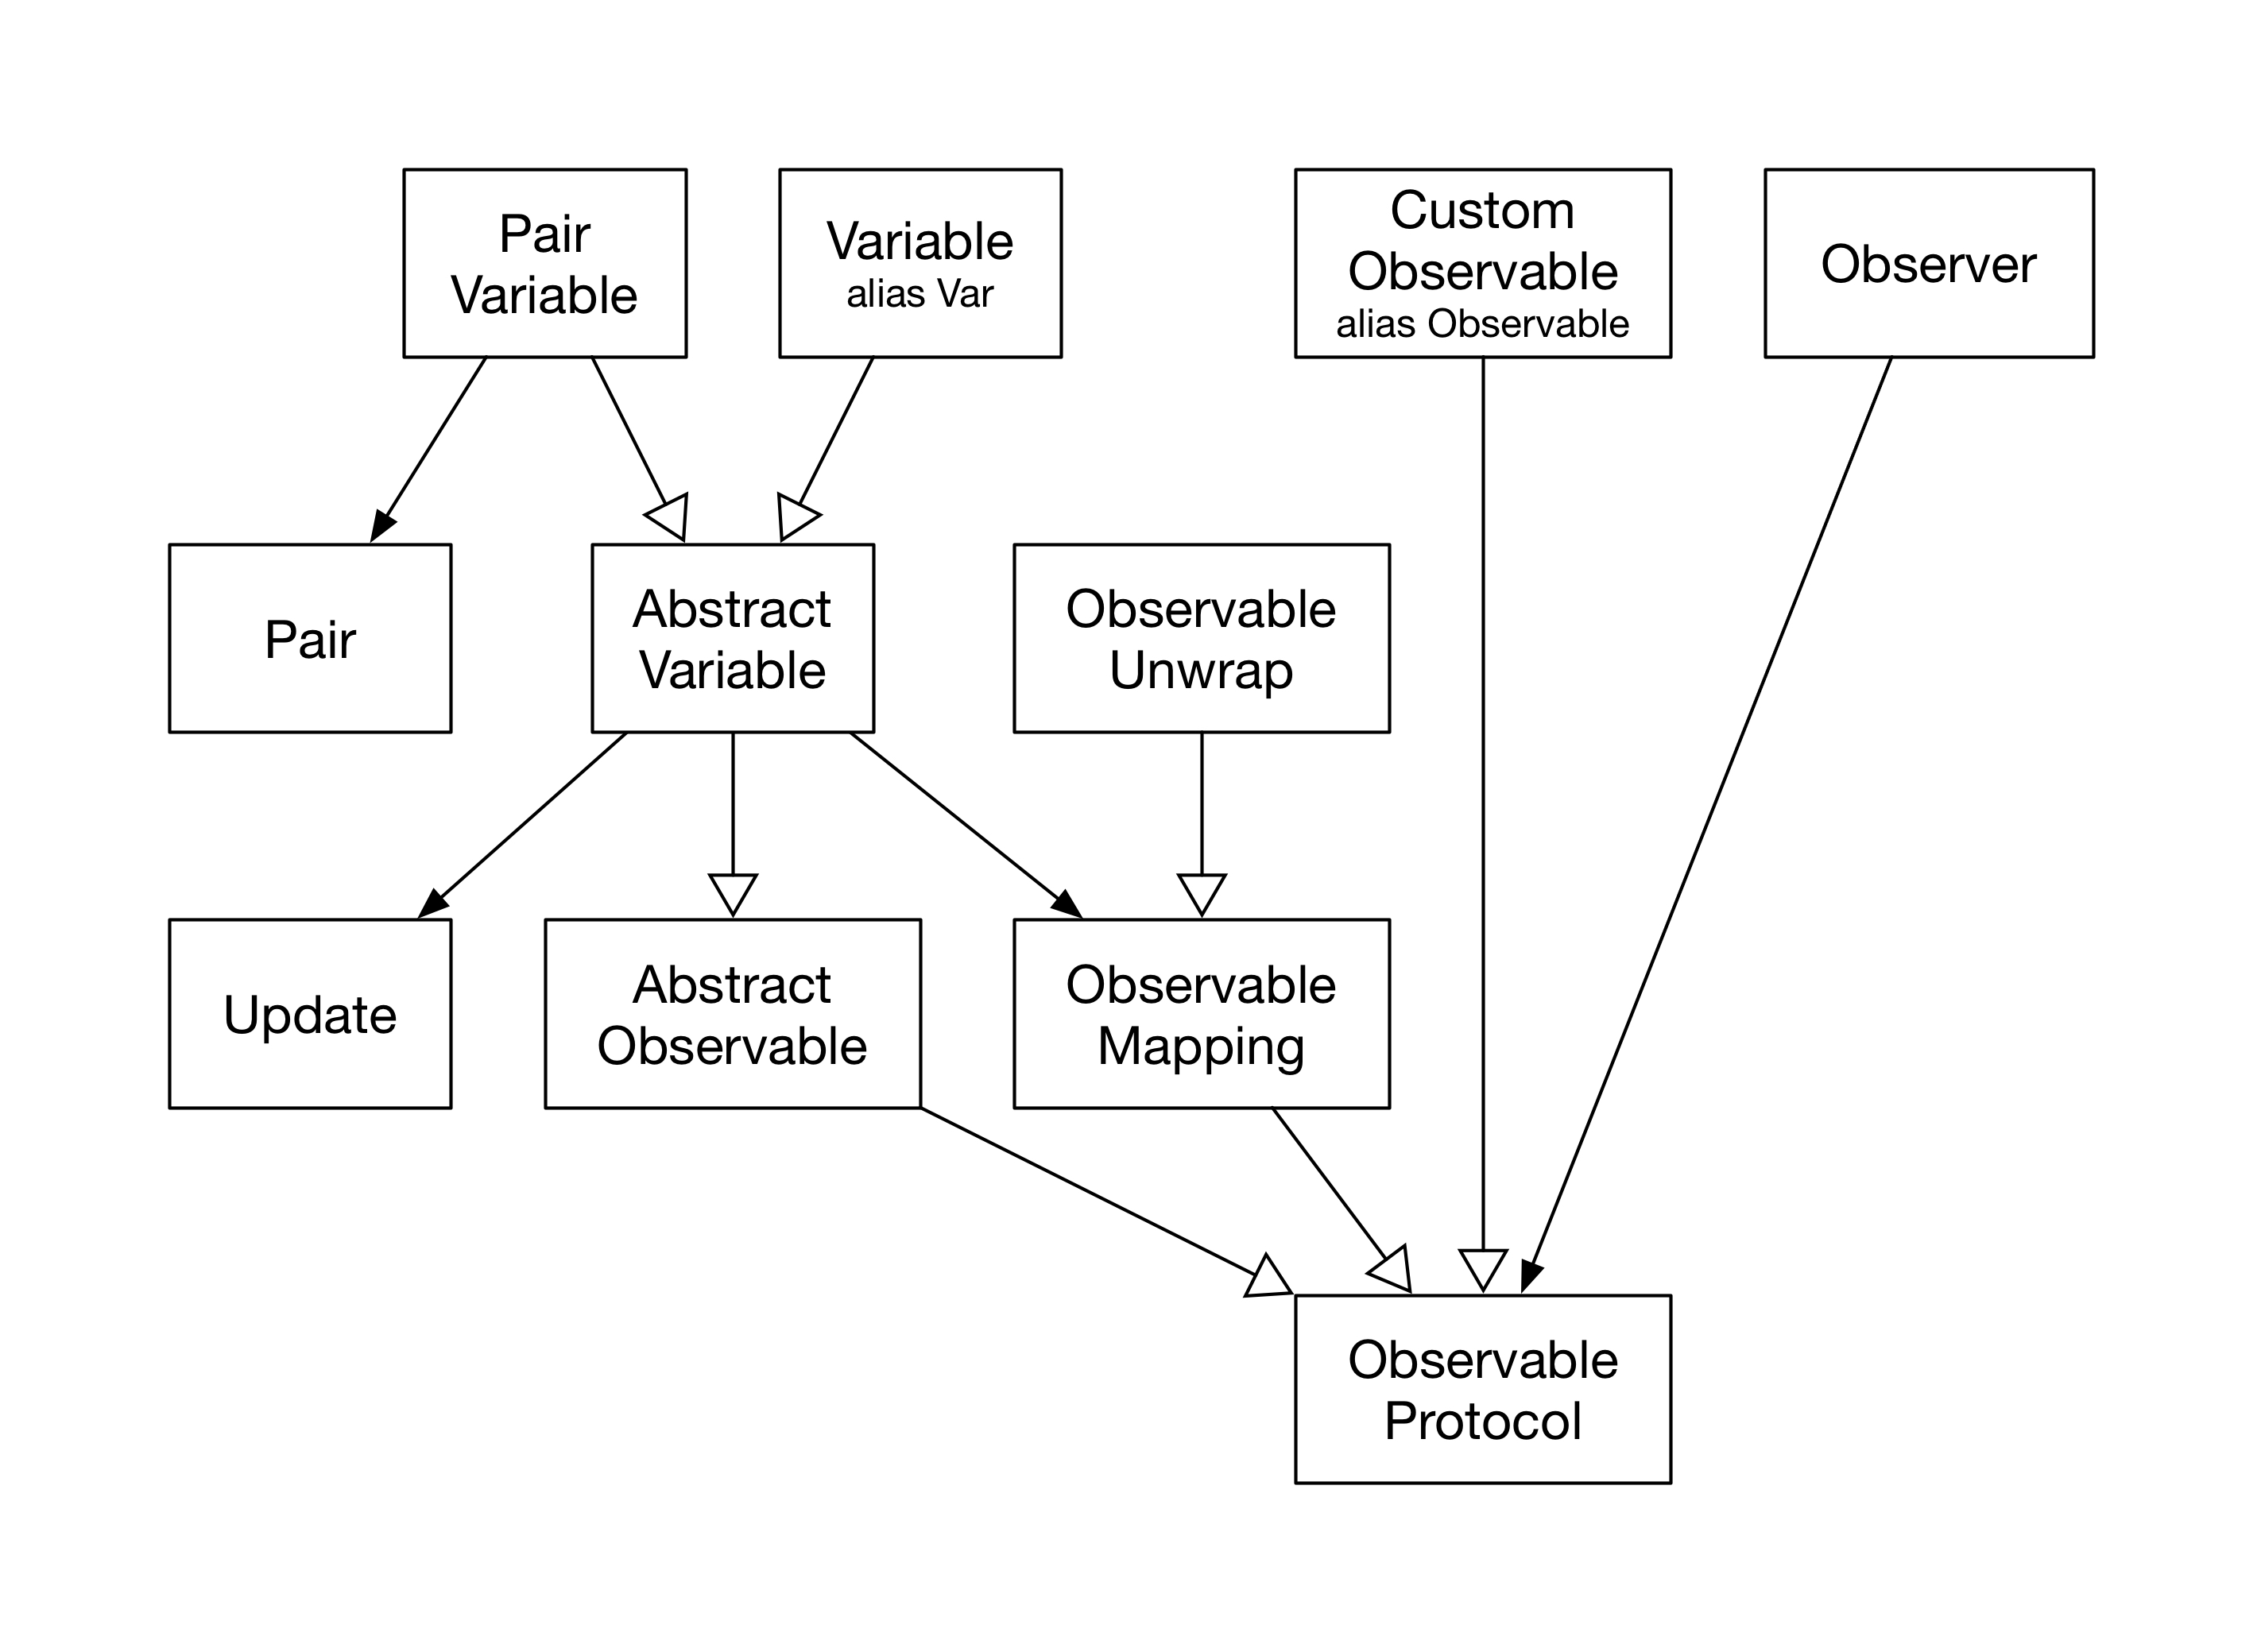 Pair
Variable
Variable
alias Var
Custom
Observable
alias Observable
Observer
Pair
Abstract
Variable
Observable
Unwrap
Update
Abstract
Observable
Observable
Mapping
Observable
Protocol